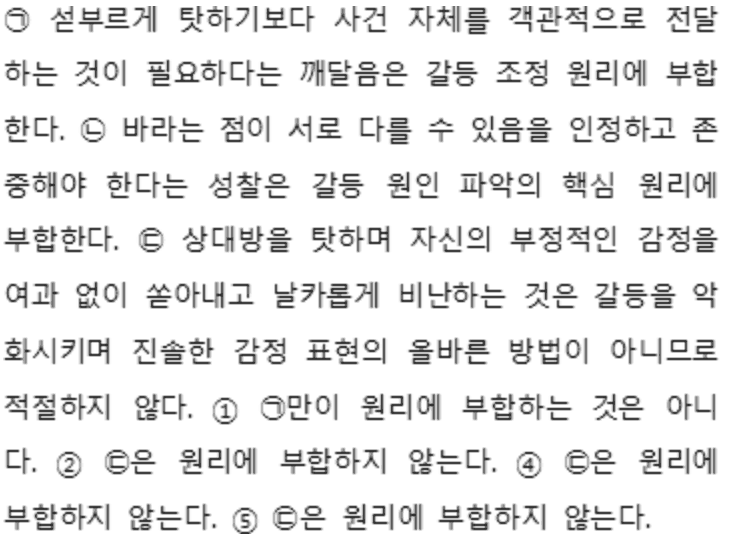 ㉠ 섣부르게 탓하기보다 사건 자체를 객관적으로 전달
하는 것이 필요하다는 깨달음은 갈등 조정 원리에 부합
한다. ㉡ 바라는 점이 서로 다를 수 있음을 인정하고 존
중해야 한다는 성찰은 갈등 원인 파악의 핵심 원리에
부합한다. ㉢ 상대방을 탓하며 자신의 부정적인 감정을
여과 없이 쏟아내고 날카롭게 비난하는 것은 갈등을 악
화시키며 진솔한 감정 표현의 올바른 방법이 아니므로
적절하지 않다. ① ㉠만이 원리에 부합하는 것은 아니
다. ② ㉢은 원리에 부합하지 않는다. ④ ㉢은 원리에
부합하지 않는다. ⑤ ㉢은 원리에 부합하지 않는다.